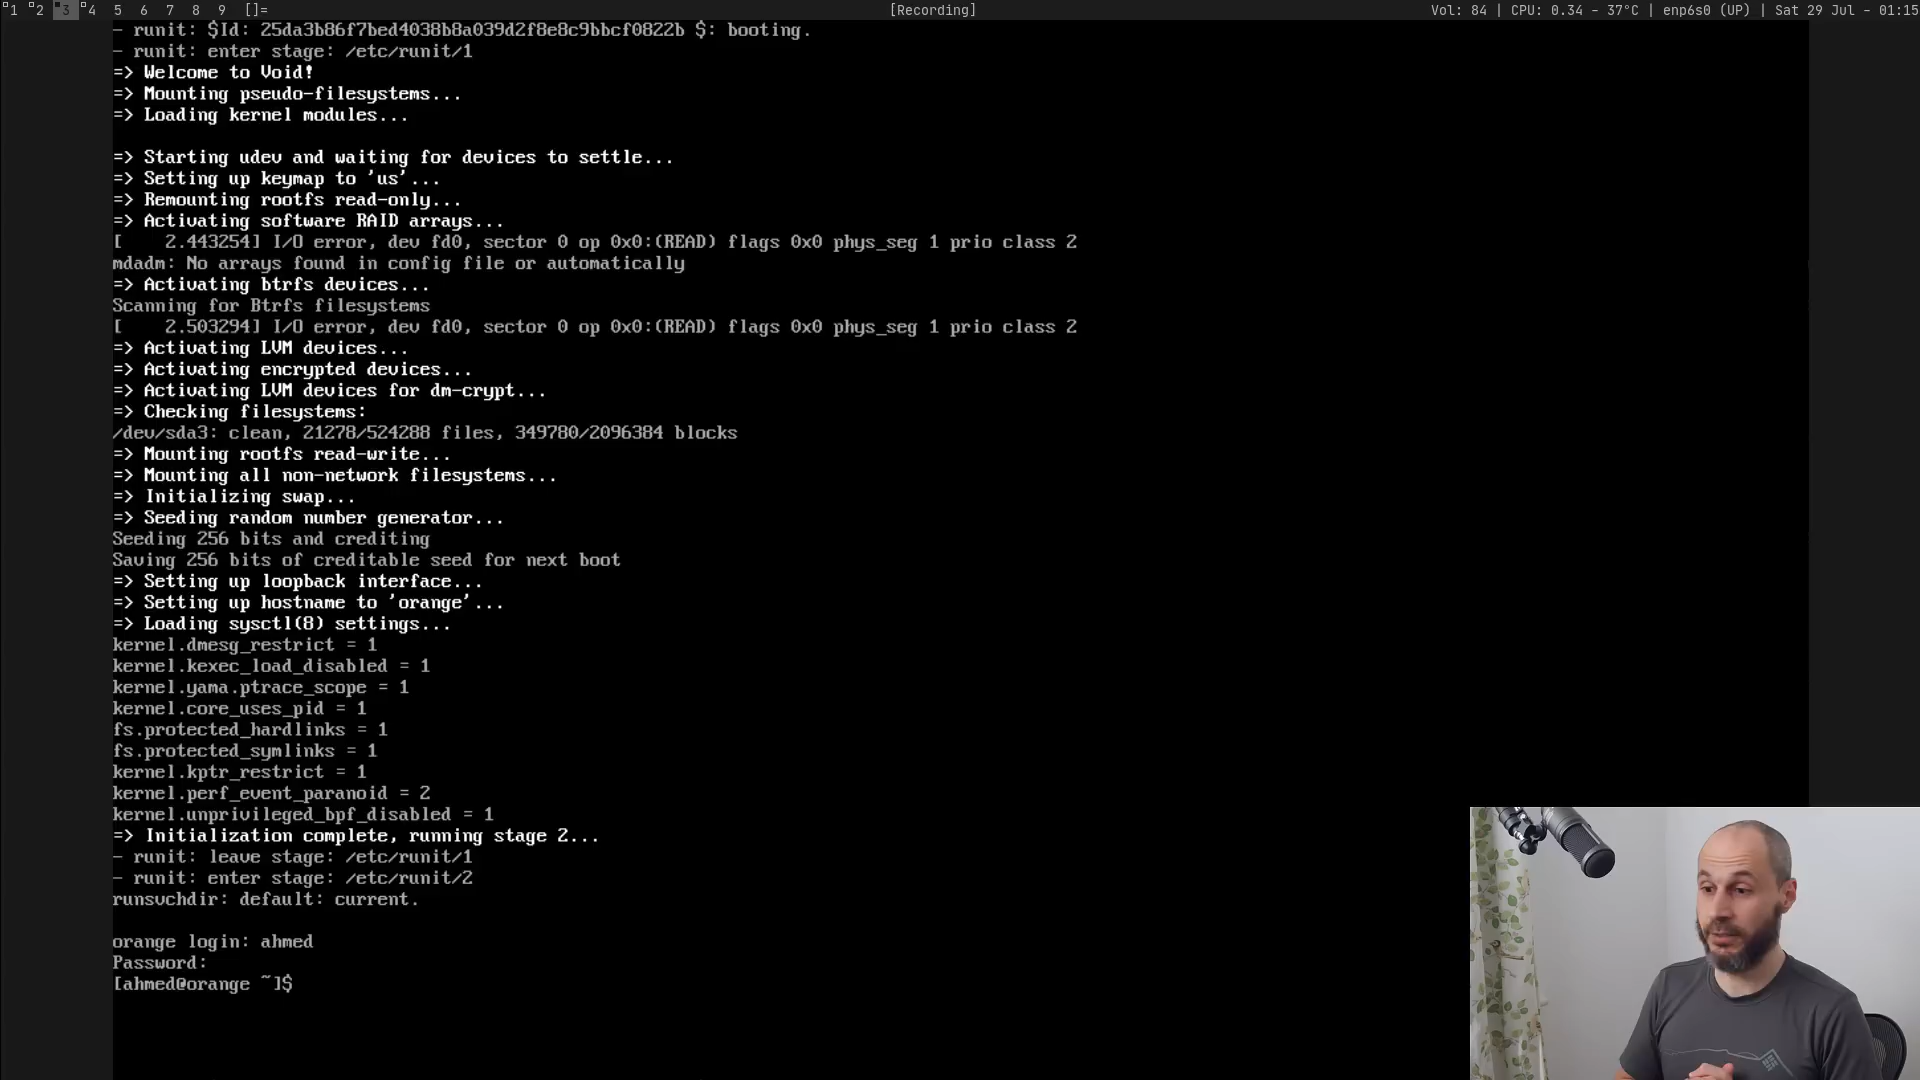 1 2 3 4 5 6 7 8 9 []= [Recording] Vol: 84 | CPU: 0.34 - 37°C | enp6s0 (UP) | Sat 29 Jul - 01:15
- runit: $Id: 25da3b86f7bed4038b8a039d2f8e8c9bbcf0822b $: booting.
- runit: enter stage: /etc/runit/1
=> Welcome to Void!
=> Mounting pseudo-filesystems...
=> Loading kernel modules...
=> Starting udev and waiting for devices to settle...
=> Setting up keymap to 'us'...
=> Remounting rootfs read-only...
=> Activating software RAID arrays...
[    2.443254] I/O error, dev fd0, sector 0 op 0x0:(READ) flags 0x0 phys_seg 1 prio class 2
mdadm: No arrays found in config file or automatically
=> Activating btrfs devices...
Scanning for Btrfs filesystems
[    2.503294] I/O error, dev fd0, sector 0 op 0x0:(READ) flags 0x0 phys_seg 1 prio class 2
=> Activating LVM devices...
=> Activating encrypted devices...
=> Activating LVM devices for dm-crypt...
=> Checking filesystems:
/dev/sda3: clean, 21278/524288 files, 349780/2096384 blocks
=> Mounting rootfs read-write...
=> Mounting all non-network filesystems...
=> Initializing swap...
=> Seeding random number generator...
Seeding 256 bits and crediting
Saving 256 bits of creditable seed for next boot
=> Setting up loopback interface...
=> Setting up hostname to 'orange'...
=> Loading sysctl(8) settings...
kernel.dmesg_restrict = 1
kernel.kexec_load_disabled = 1
kernel.yama.ptrace_scope = 1
kernel.core_uses_pid = 1
fs.protected_hardlinks = 1
fs.protected_symlinks = 1
kernel.kptr_restrict = 1
kernel.perf_event_paranoid = 2
kernel.unprivileged_bpf_disabled = 1
=> Initialization complete, running stage 2...
- runit: leave stage: /etc/runit/1
- runit: enter stage: /etc/runit/2
runsvchdir: default: current.
orange login: ahmed
Password:
[ahmed@orange ~]$